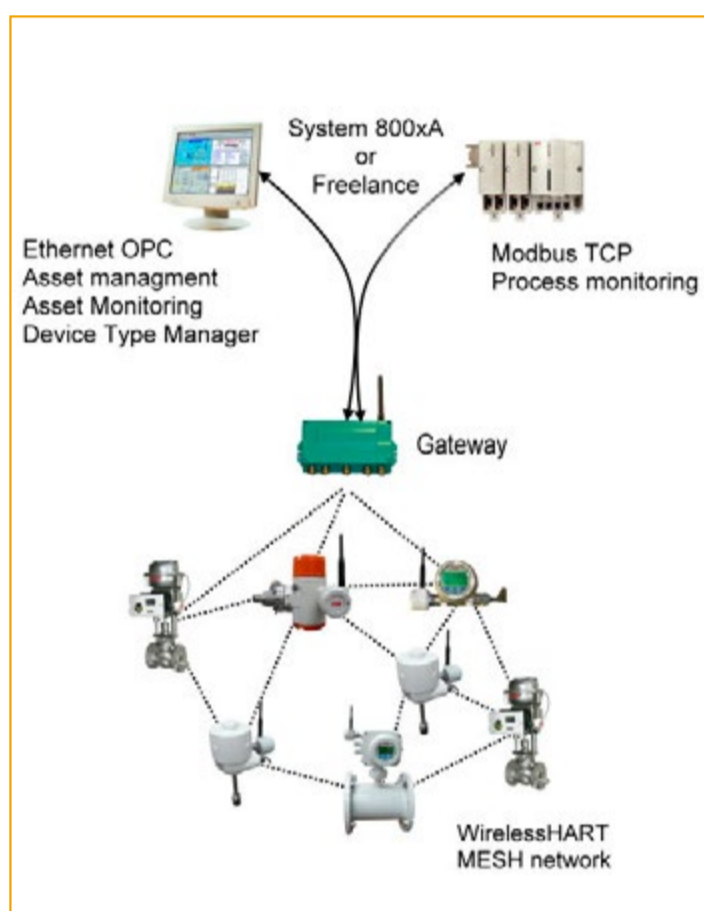 System 800xA
or
Freelance
Ethernet OPC
Asset managment
Asset Monitoring
Device Type Manager
Modbus TCP
Process monitoring
Gateway
WirelessHART
MESH network